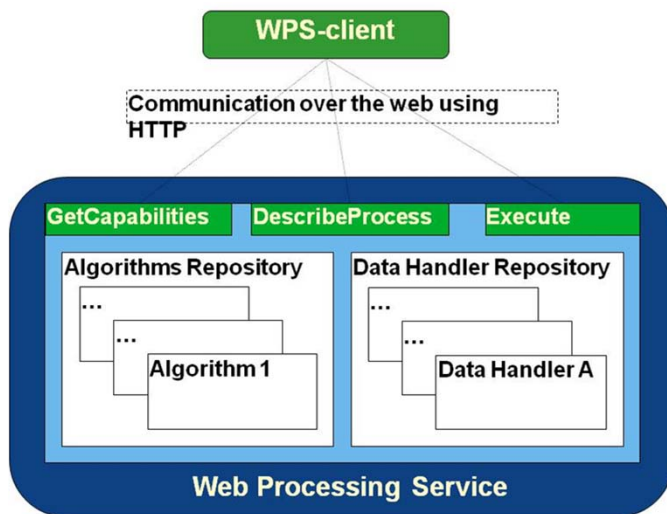 WPS-client
Communication over the web using
HTTP
GetCapabilities
DescribeProcess
Execute
Algorithms Repository
...
...
Algorithm 1
Data Handler Repository
...
...
Data Handler A
Web Processing Service